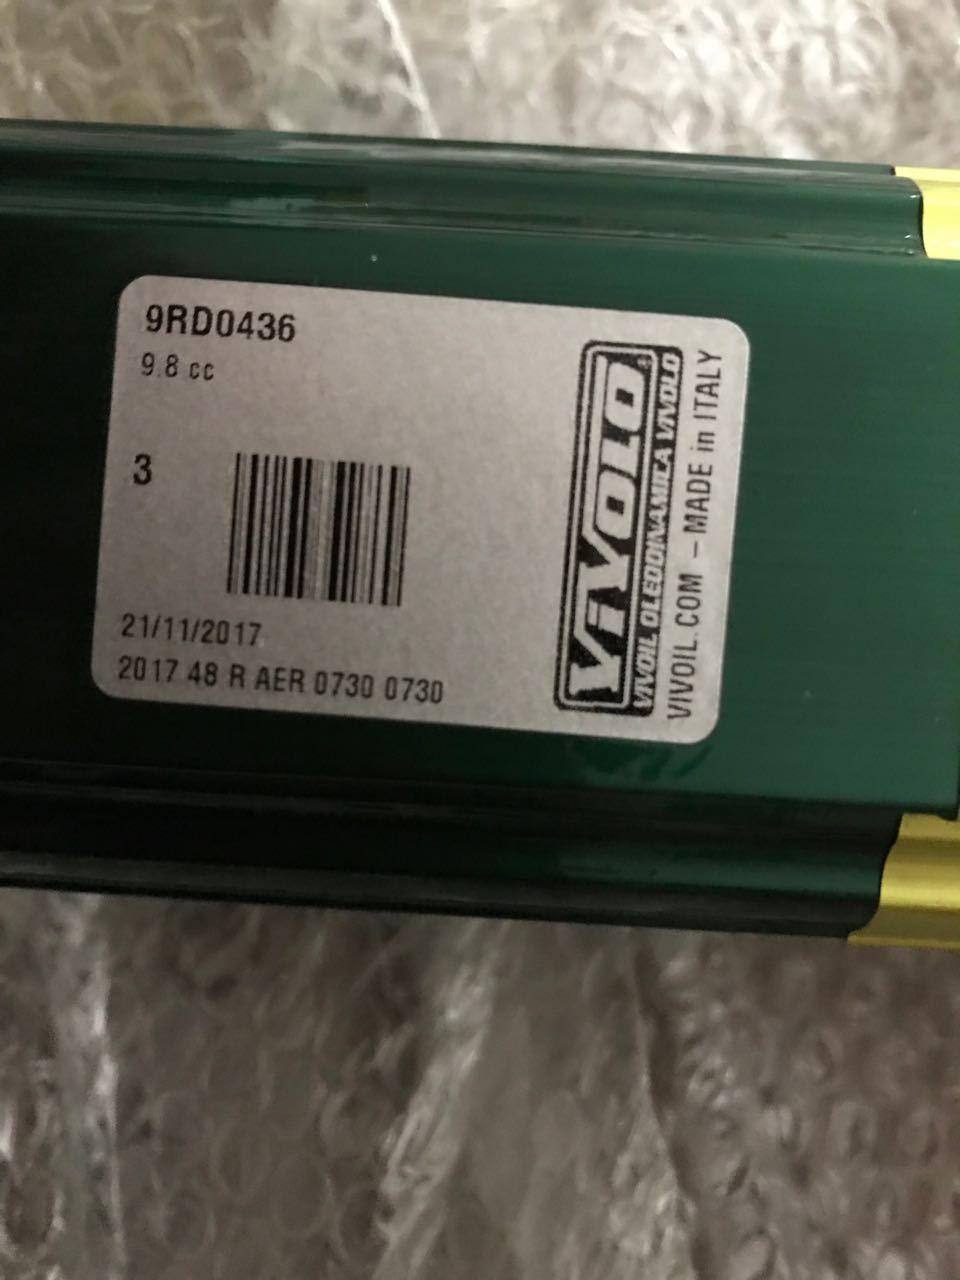 9RD0436
9.8 cc
3
21/11/2017
2017 48 R AER 0730 0730
ViVOLO
VIVOIL OLEODINAMICA VIVOLO
VIVOIL.COM - MADE in ITALY